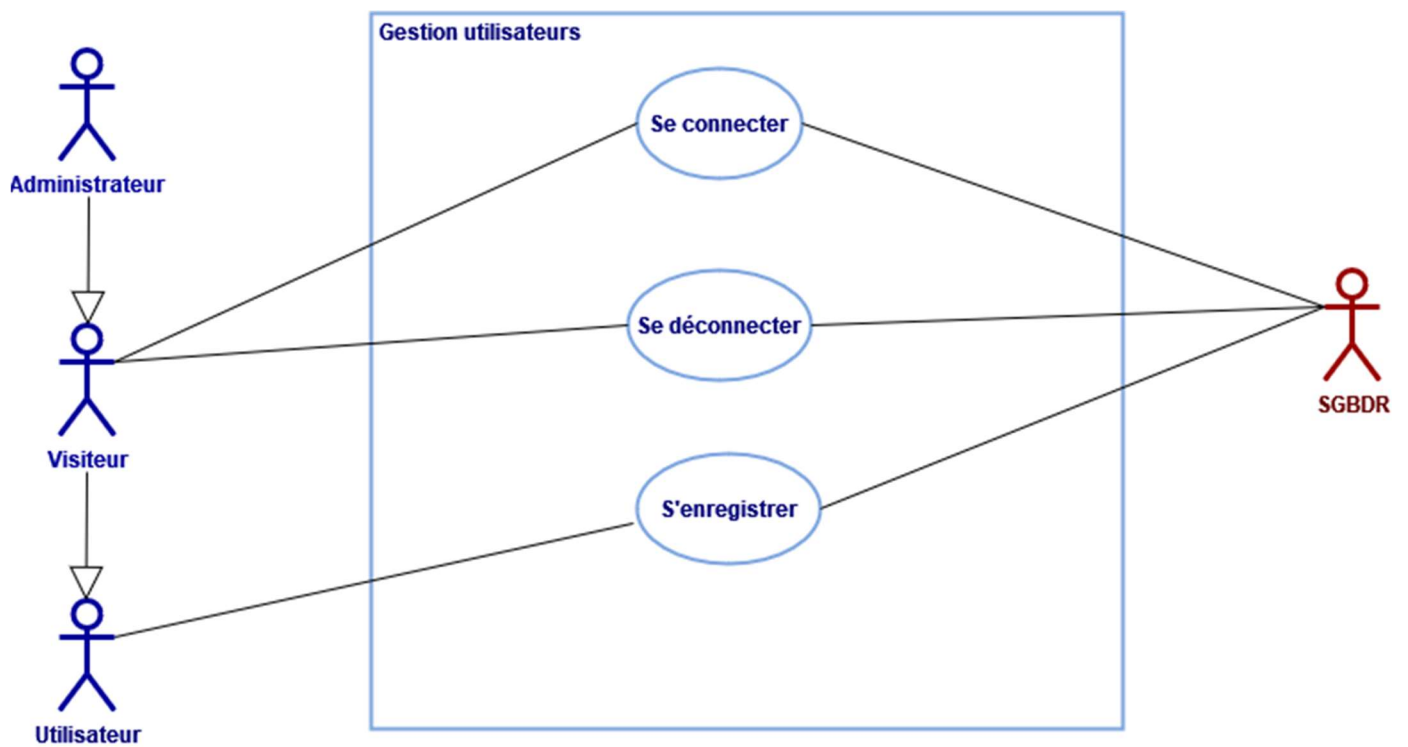 Gestion utilisateurs
Administrateur
Se connecter
Visiteur
Se déconnecter
SGBDR
S'enregistrer
Utilisateur